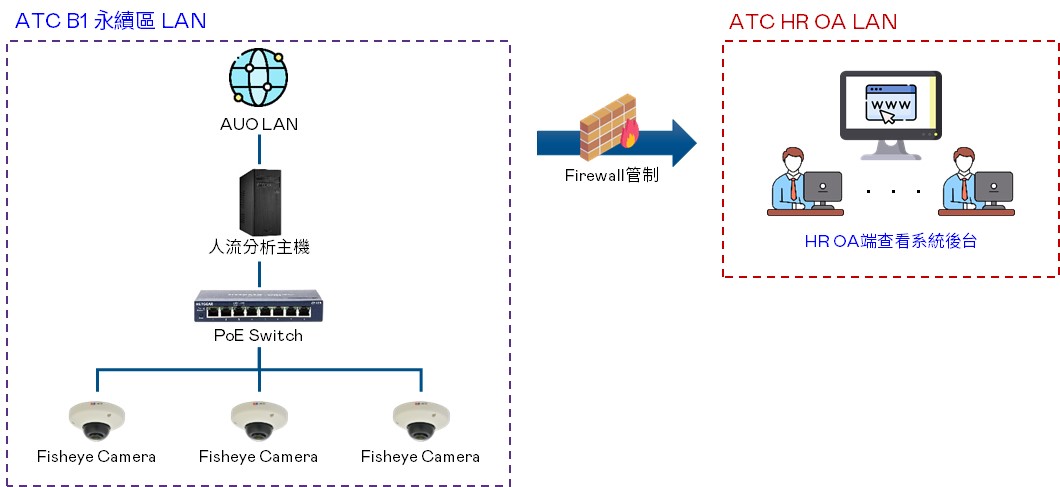 ATC B1 永續區 LAN
AUO LAN
人流分析主機
NETGEAR
PoE Switch
Fisheye Camera
Fisheye Camera
Fisheye Camera
Firewall管制
ATC HR OA LAN
WWW
HR OA端查看系統後台